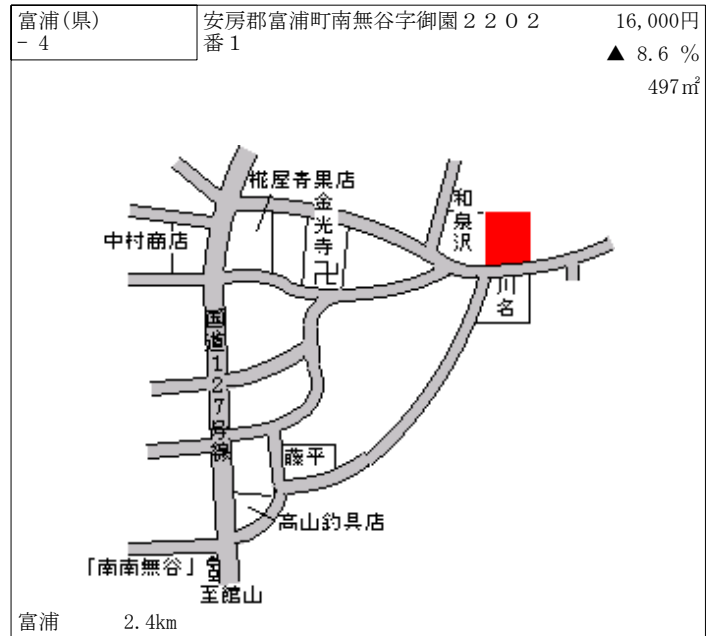 富浦(県)
- 4
安房郡富浦町南無谷字御園２２０２
番１
16,000円
▲ 8.6 %
497㎡
糀屋青果店
金光寺
卍
和泉沢
中村商店
川名
国道127号線
藤平
高山釣具店
「南南無谷」
至館山
富浦 2.4km